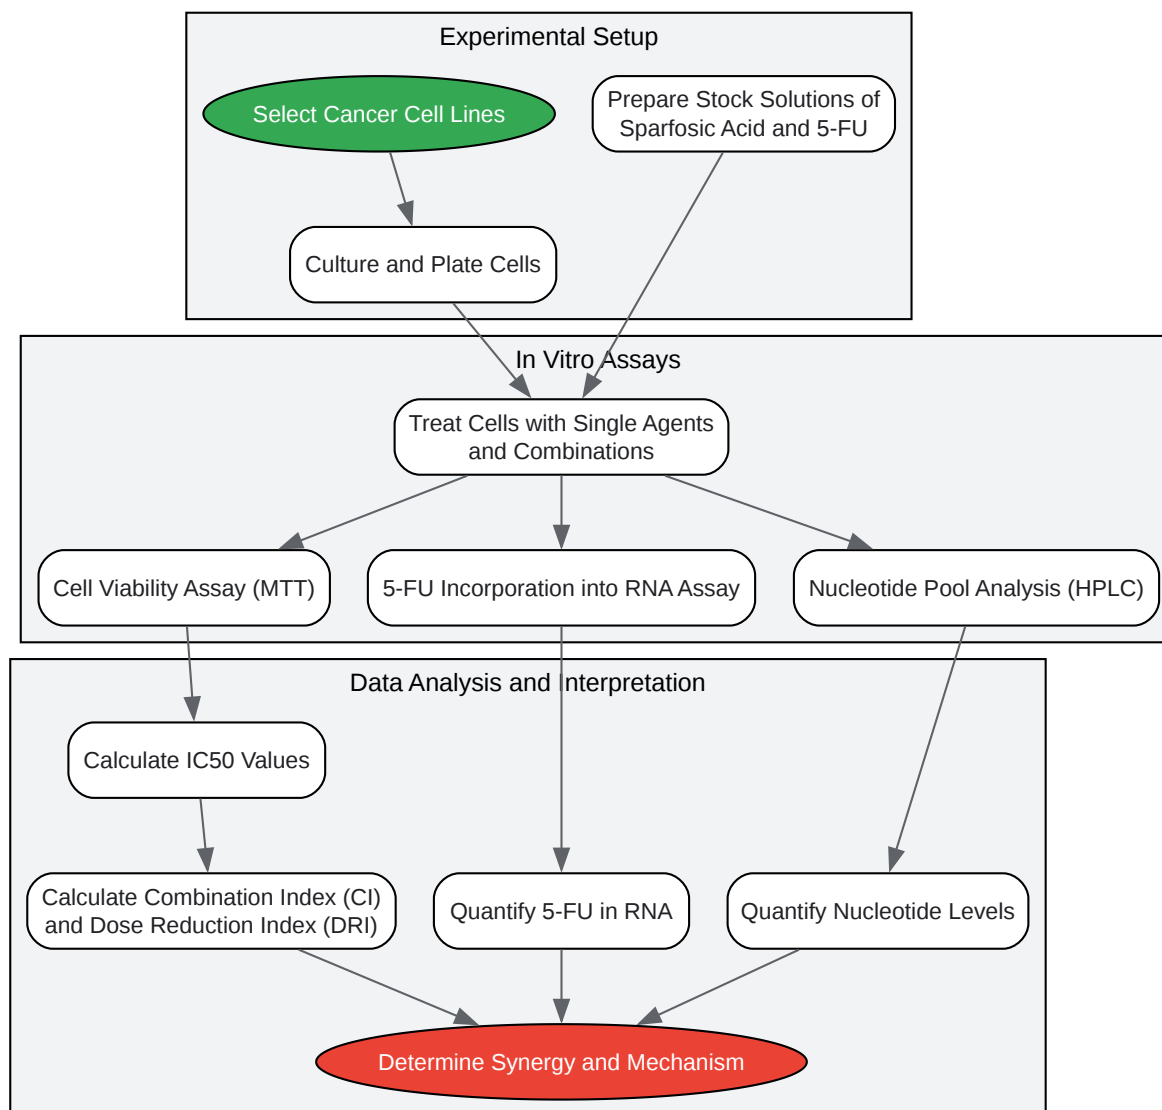 Experimental Setup
Select Cancer Cell Lines
Prepare Stock Solutions of
Sparfosic Acid and 5-FU
Culture and Plate Cells
In Vitro Assays
Treat Cells with Single Agents
and Combinations
Cell Viability Assay (MTT)
5-FU Incorporation into RNA Assay
Nucleotide Pool Analysis (HPLC)
Data Analysis and Interpretation
Calculate IC50 Values
Calculate Combination Index (CI)
and Dose Reduction Index (DRI)
Quantify 5-FU in RNA
Quantify Nucleotide Levels
Determine Synergy and Mechanism